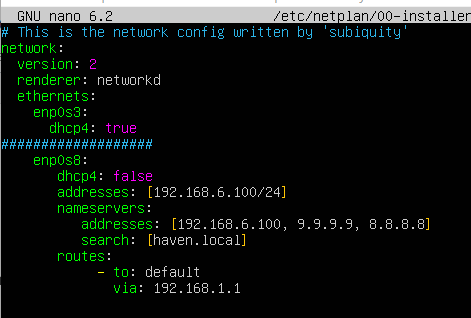 GNU nano 6.2 /etc/netplan/00-installer
# This is the network config written by 'subiquity'
network:
  version: 2
  renderer: networkd
  ethernets:
    enp0s3:
      dhcp4: true
###################
    enp0s8:
       dhcp4: false
       addresses: [192.168.6.100/24]
       nameservers:
          addresses: [192.168.6.100, 9.9.9.9, 8.8.8.8]
          search: [haven.local]
       routes:
            - to: default
              via: 192.168.1.1